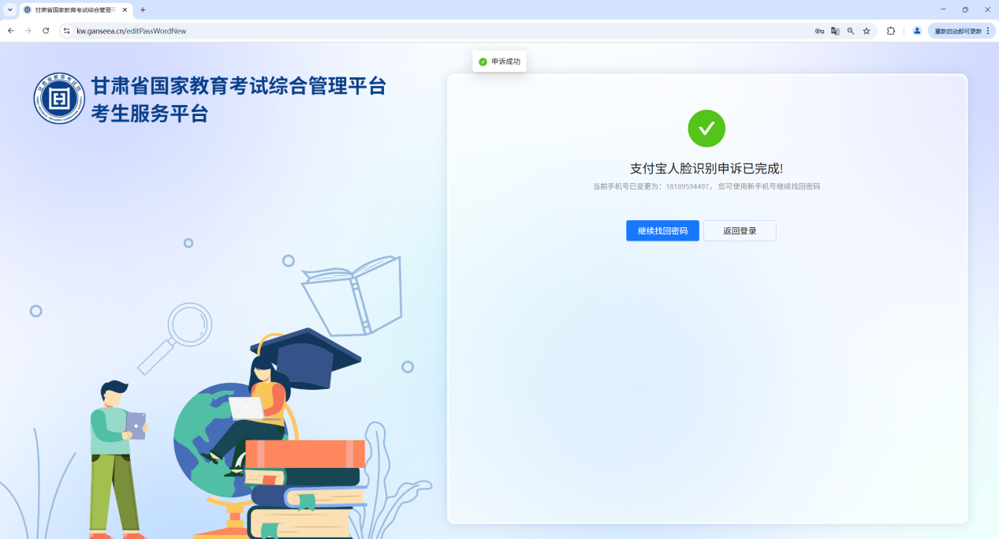 甘肃省国家教育考试综合管理平
kw.ganseea.cn/editPassWordNew
重新启动即可更新
申诉成功
甘肃省国家教育考试综合管理平台
考生服务平台
支付宝人脸识别申诉已完成!
当前手机号已变更为：18189594497， 您可使用新手机号继续找回密码
继续找回密码
返回登录